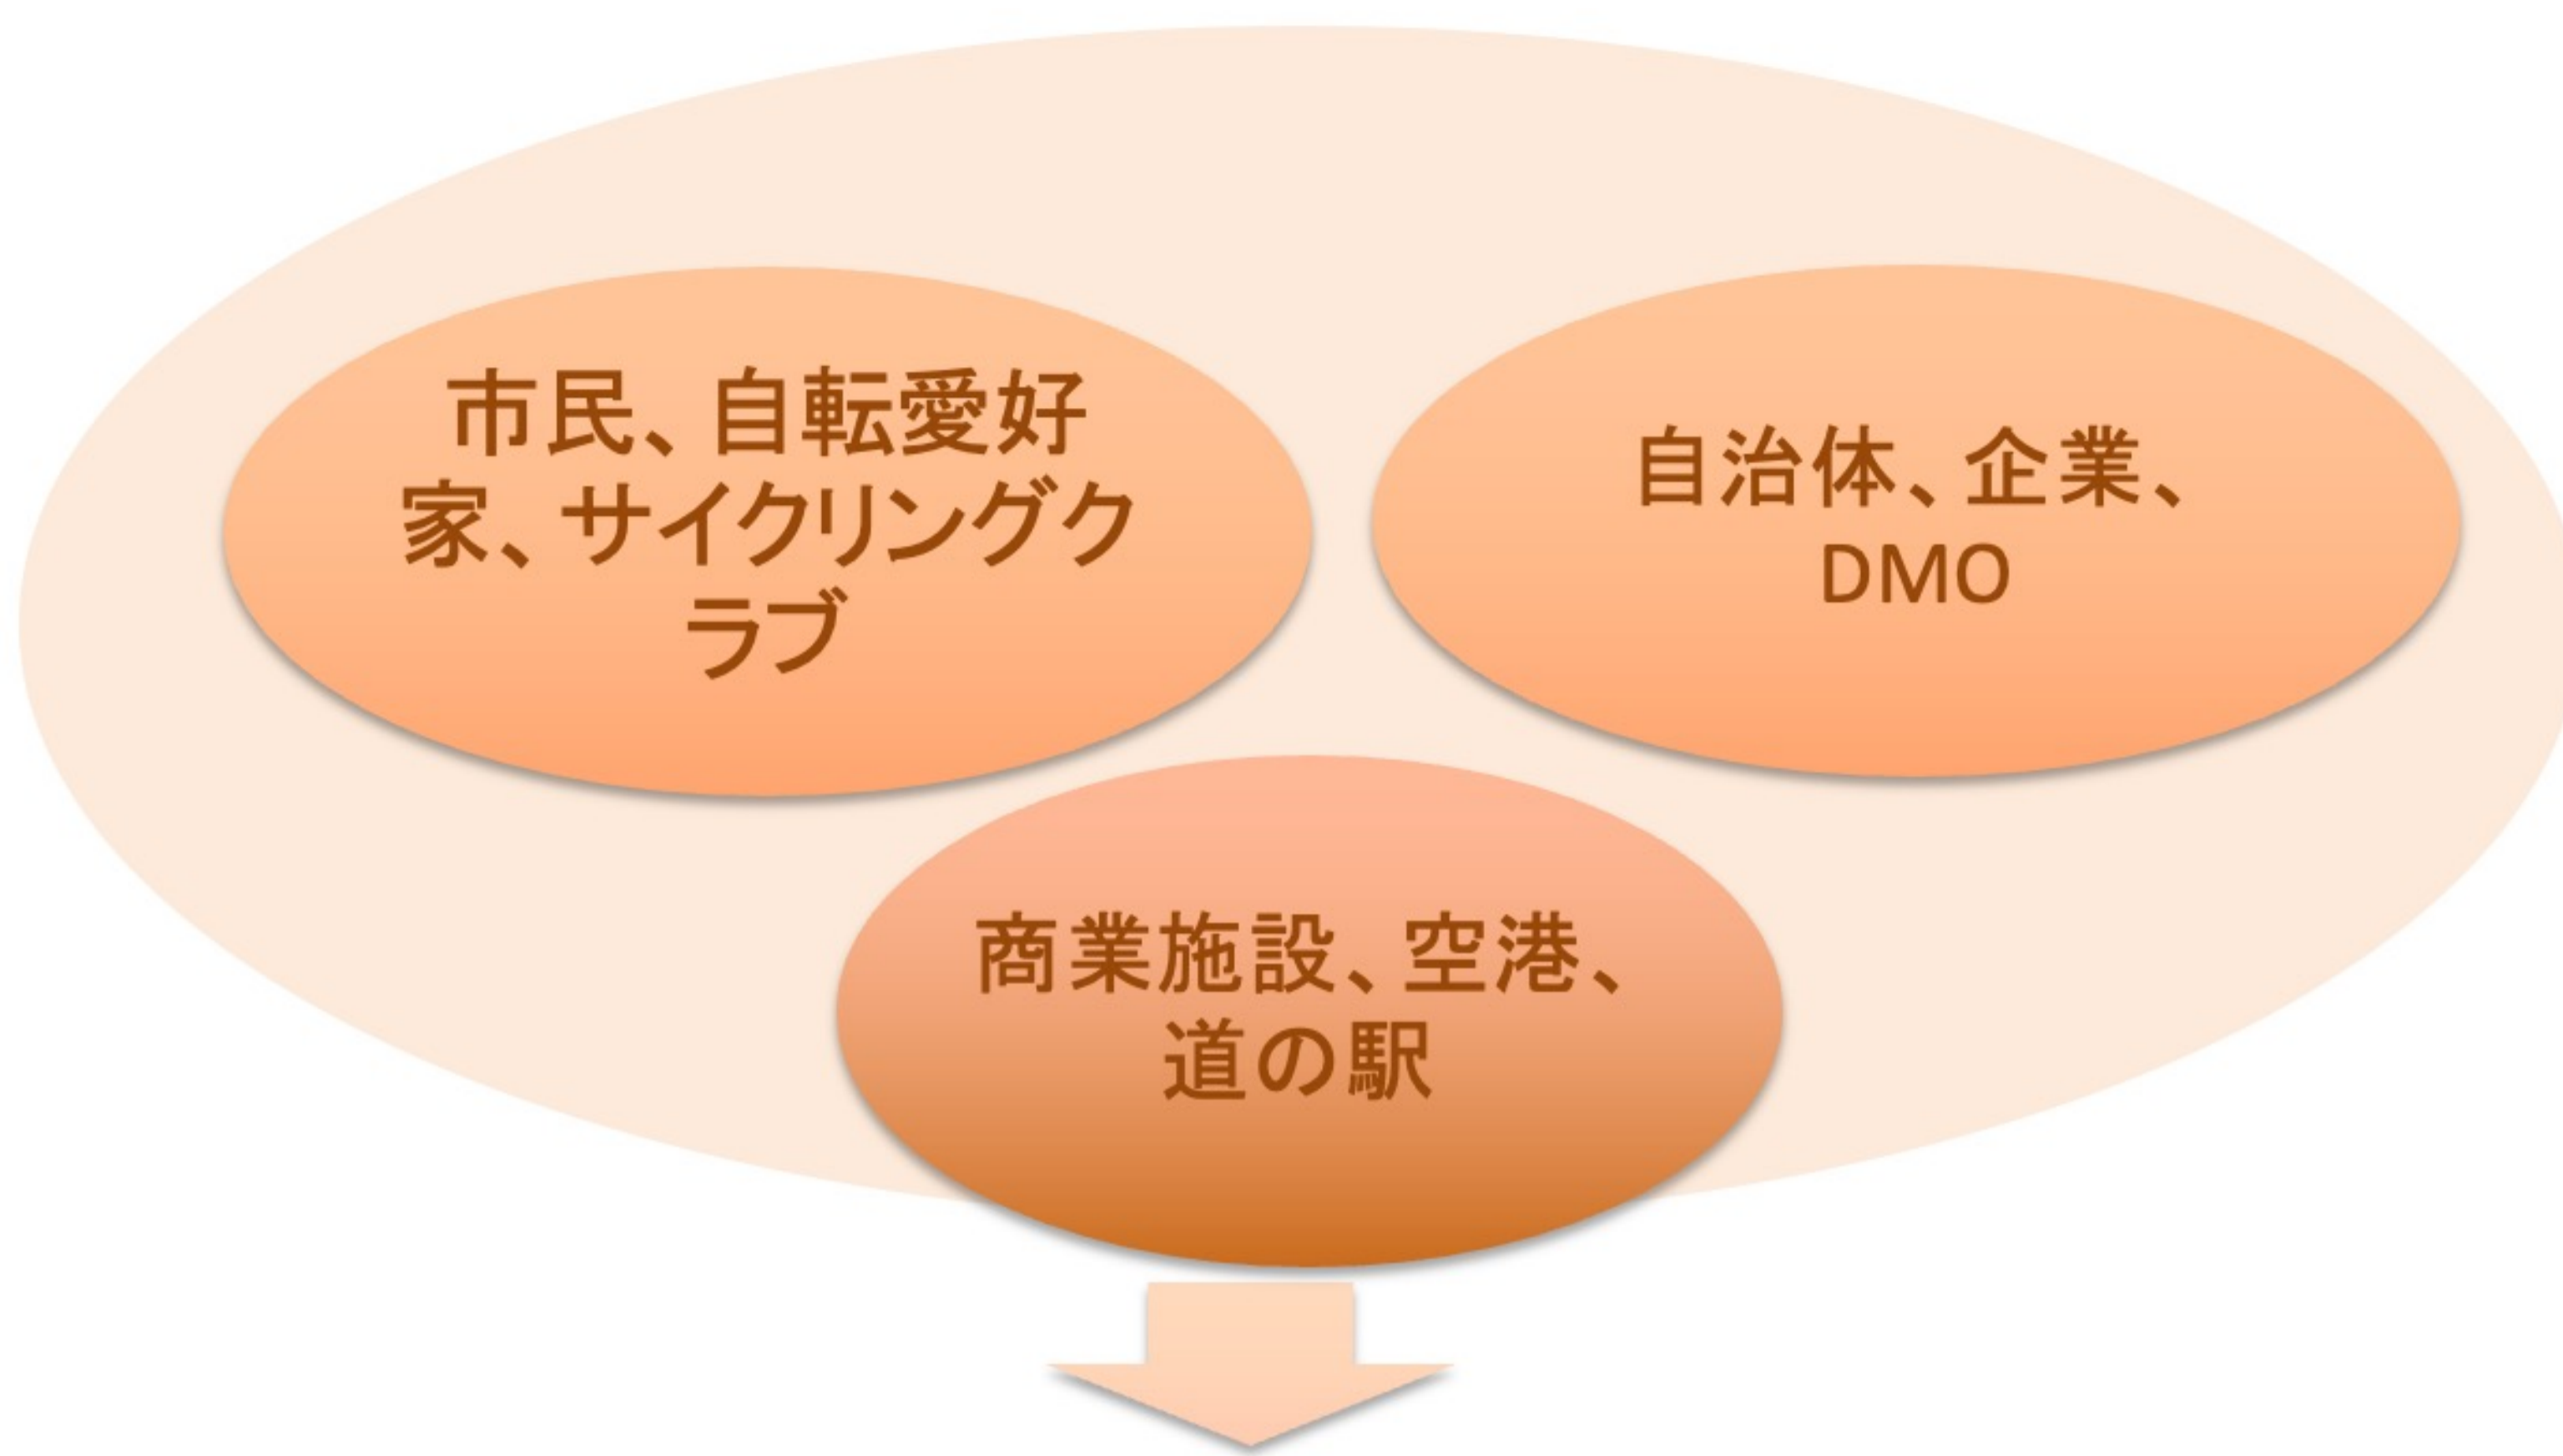 市民、自転愛好
家、サイクリングク
ラブ
自治体、企業、
DMO
商業施設、空港、
道の駅